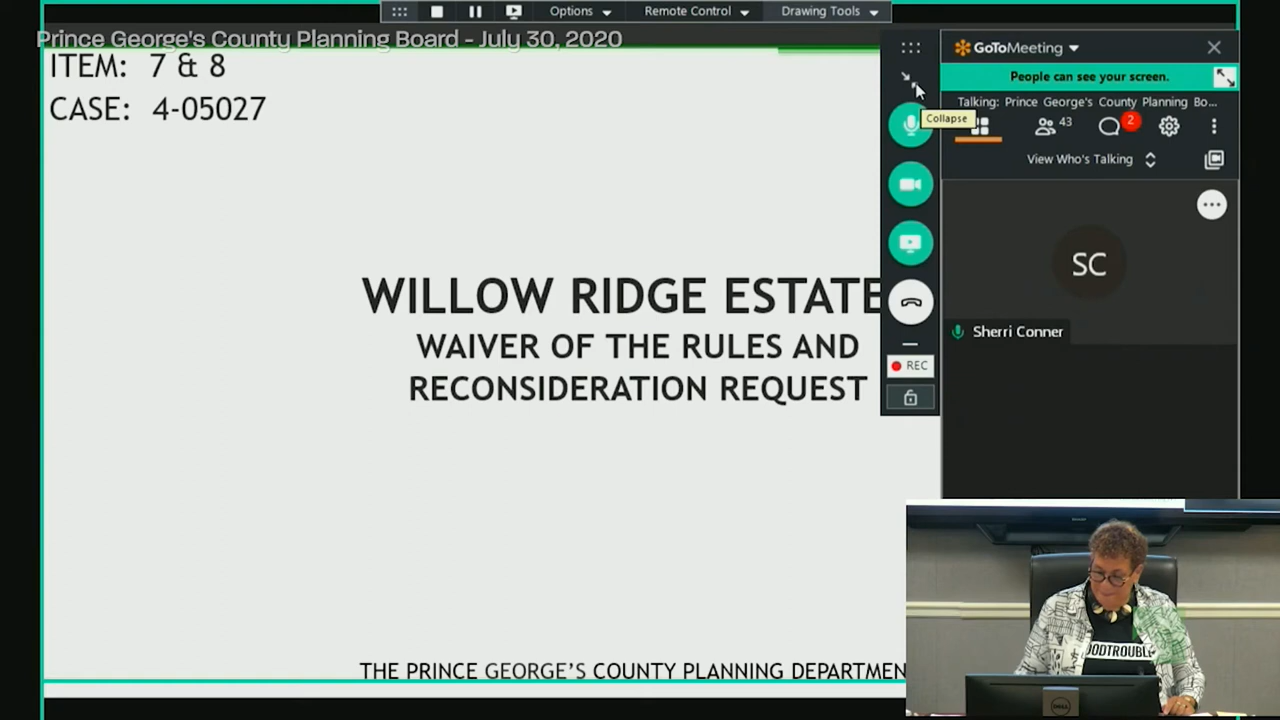 Options
Remote Control
Drawing Tools
Prince George's County Planning Board - July 30, 2020
ITEM: 7 & 8
CASE: 4-05027
GoToMeeting
People can see your screen.
Talking: Prince George's County Planning Bo...
Collapse
43
2
View Who's Talking
SC
Sherri Conner
REC
WILLOW RIDGE ESTATE
WAIVER OF THE RULES AND
RECONSIDERATION REQUEST
THE PRINCE GEORGE'S COUNTY PLANNING DEPARTMEN
OODTROUBL
DELL